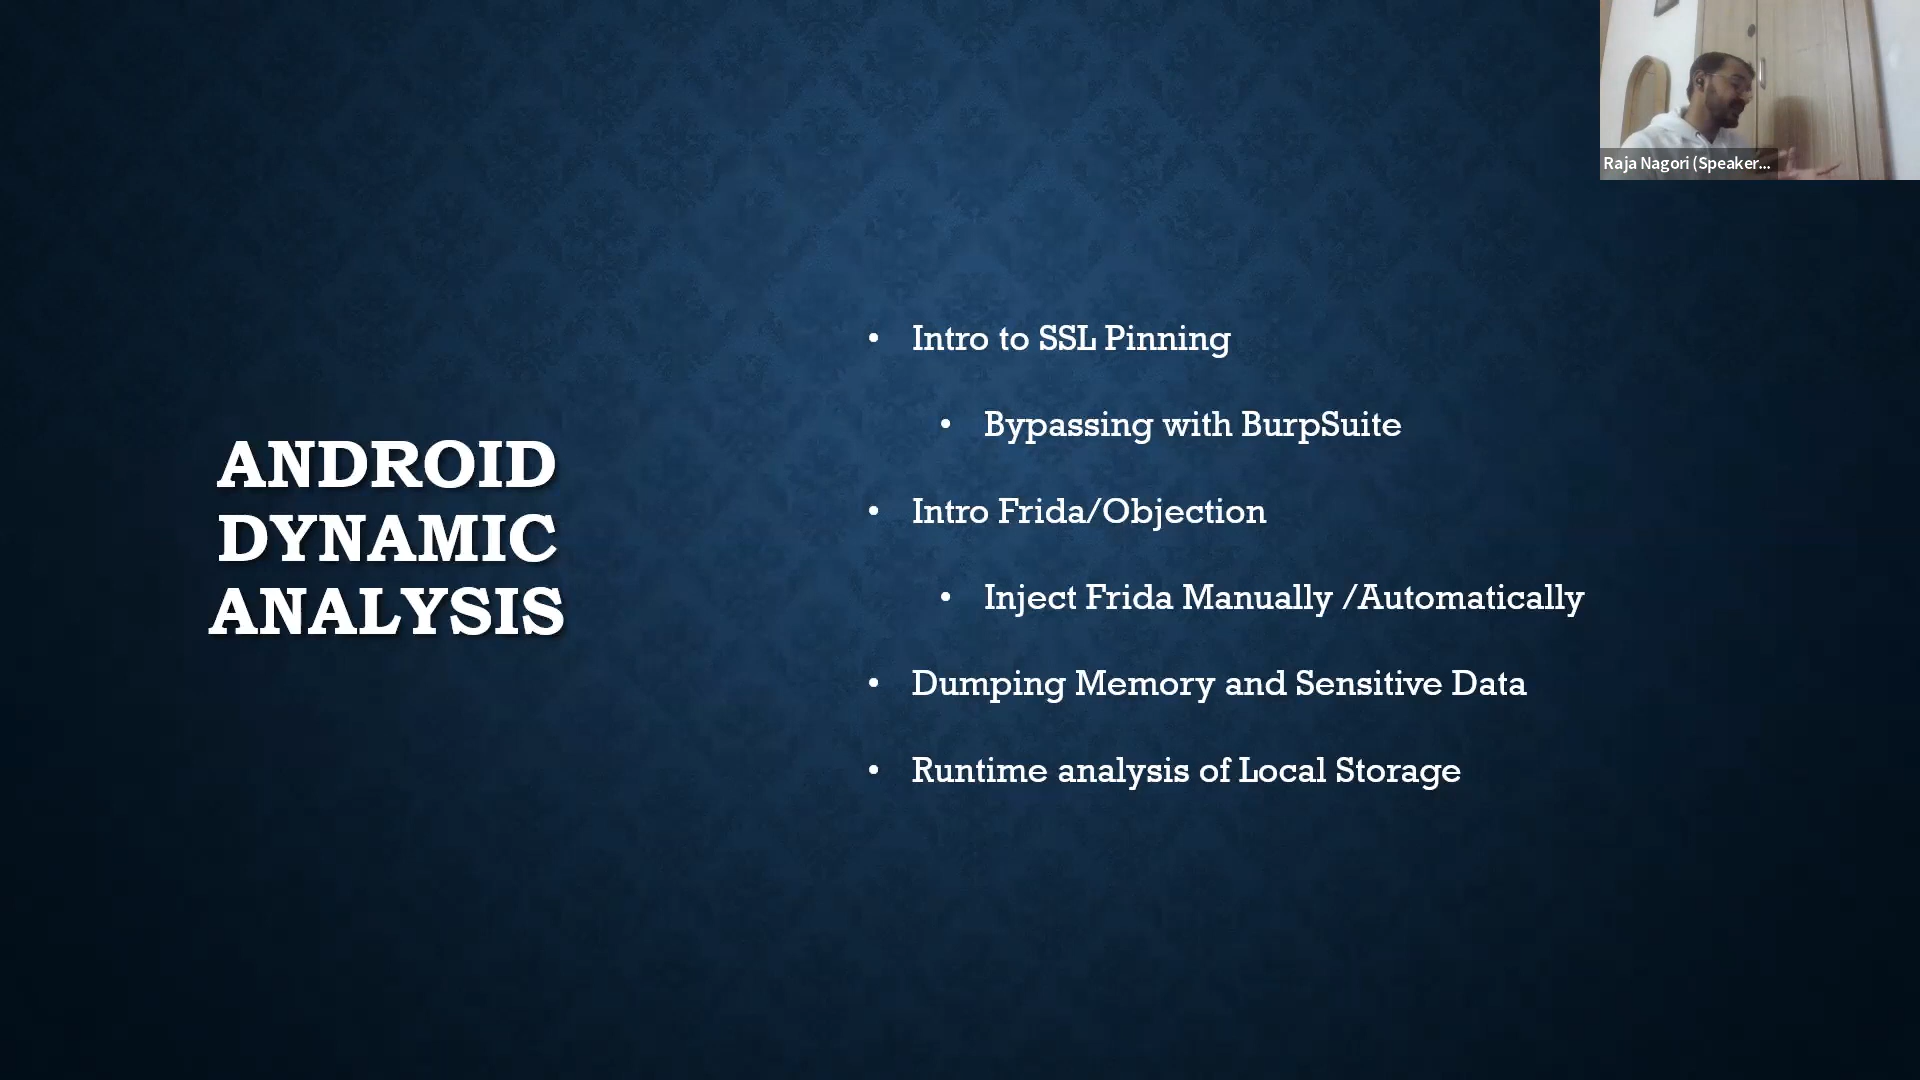 Raja Nagori (Speaker...
ANDROID
DYNAMIC
ANALYSIS
• Intro to SSL Pinning
• Bypassing with BurpSuite
• Intro Frida/Objection
• Inject Frida Manually /Automatically
• Dumping Memory and Sensitive Data
• Runtime analysis of Local Storage